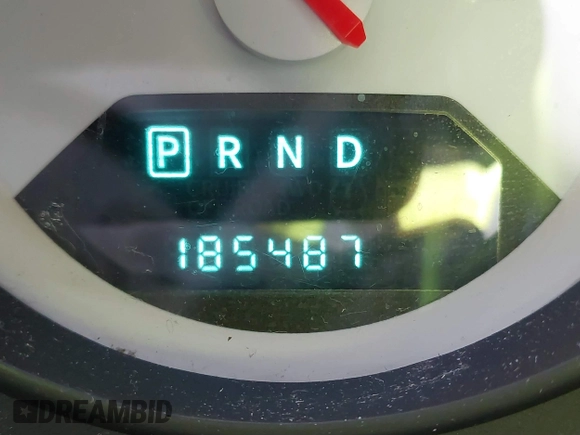 P R N D
185487
DREAMBID